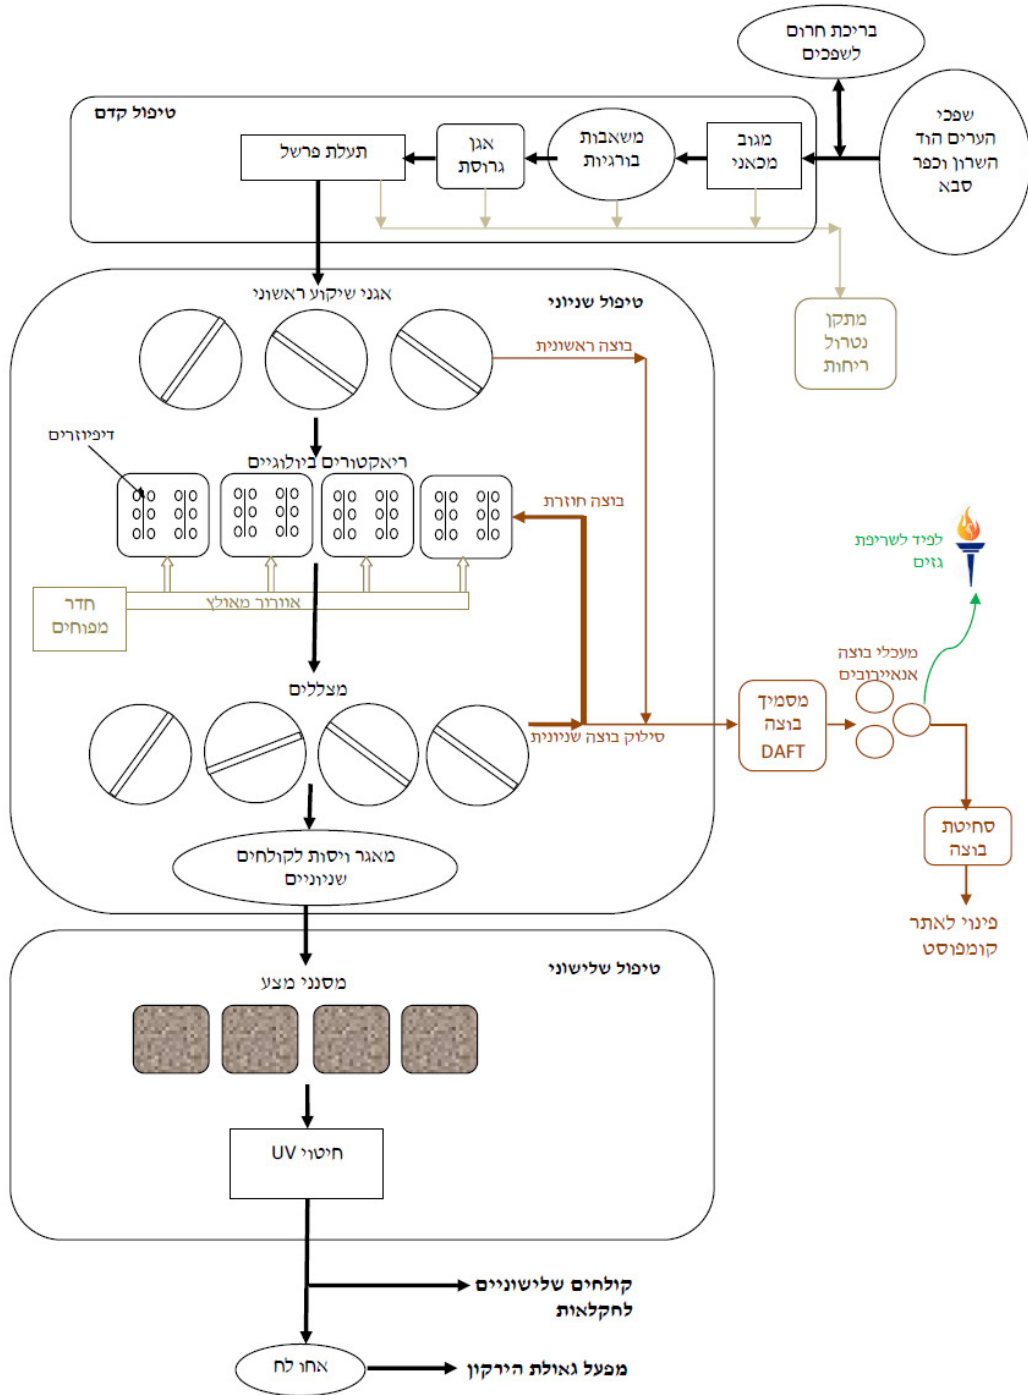 בריכת חרום
לשפכים
טיפול קדם
שפכי
הערים הוד
השרון וכפר
סבא
מגוב
מכאני
משאבות
בורגיות
אגן
גרוסת
תעלת פרשל
מתקן
נטרול
ריחות
טיפול שניוני
אגני שיקוע ראשוני
בוצה ראשונית
דיפיוזרים
ריאקטורים ביולוגיים
בוצה חוזרת
חדר
מפוחים
אוורור מאולץ
לפיד לשריפת
גזים
מצללים
סילוק בוצה שניונית
מסמיך
בוצה
DAFT
מעכלי בוצה
אנאיירובים
סחיטת
בוצה
פינוי לאתר
קומפוסט
מאגר ויסות לקולחים
שניוניים
טיפול שלישוני
מסנני מצע
חיטוי UV
קולחים שלישוניים
לחקלאות
אחו לח
מפעל גאולת הירקון